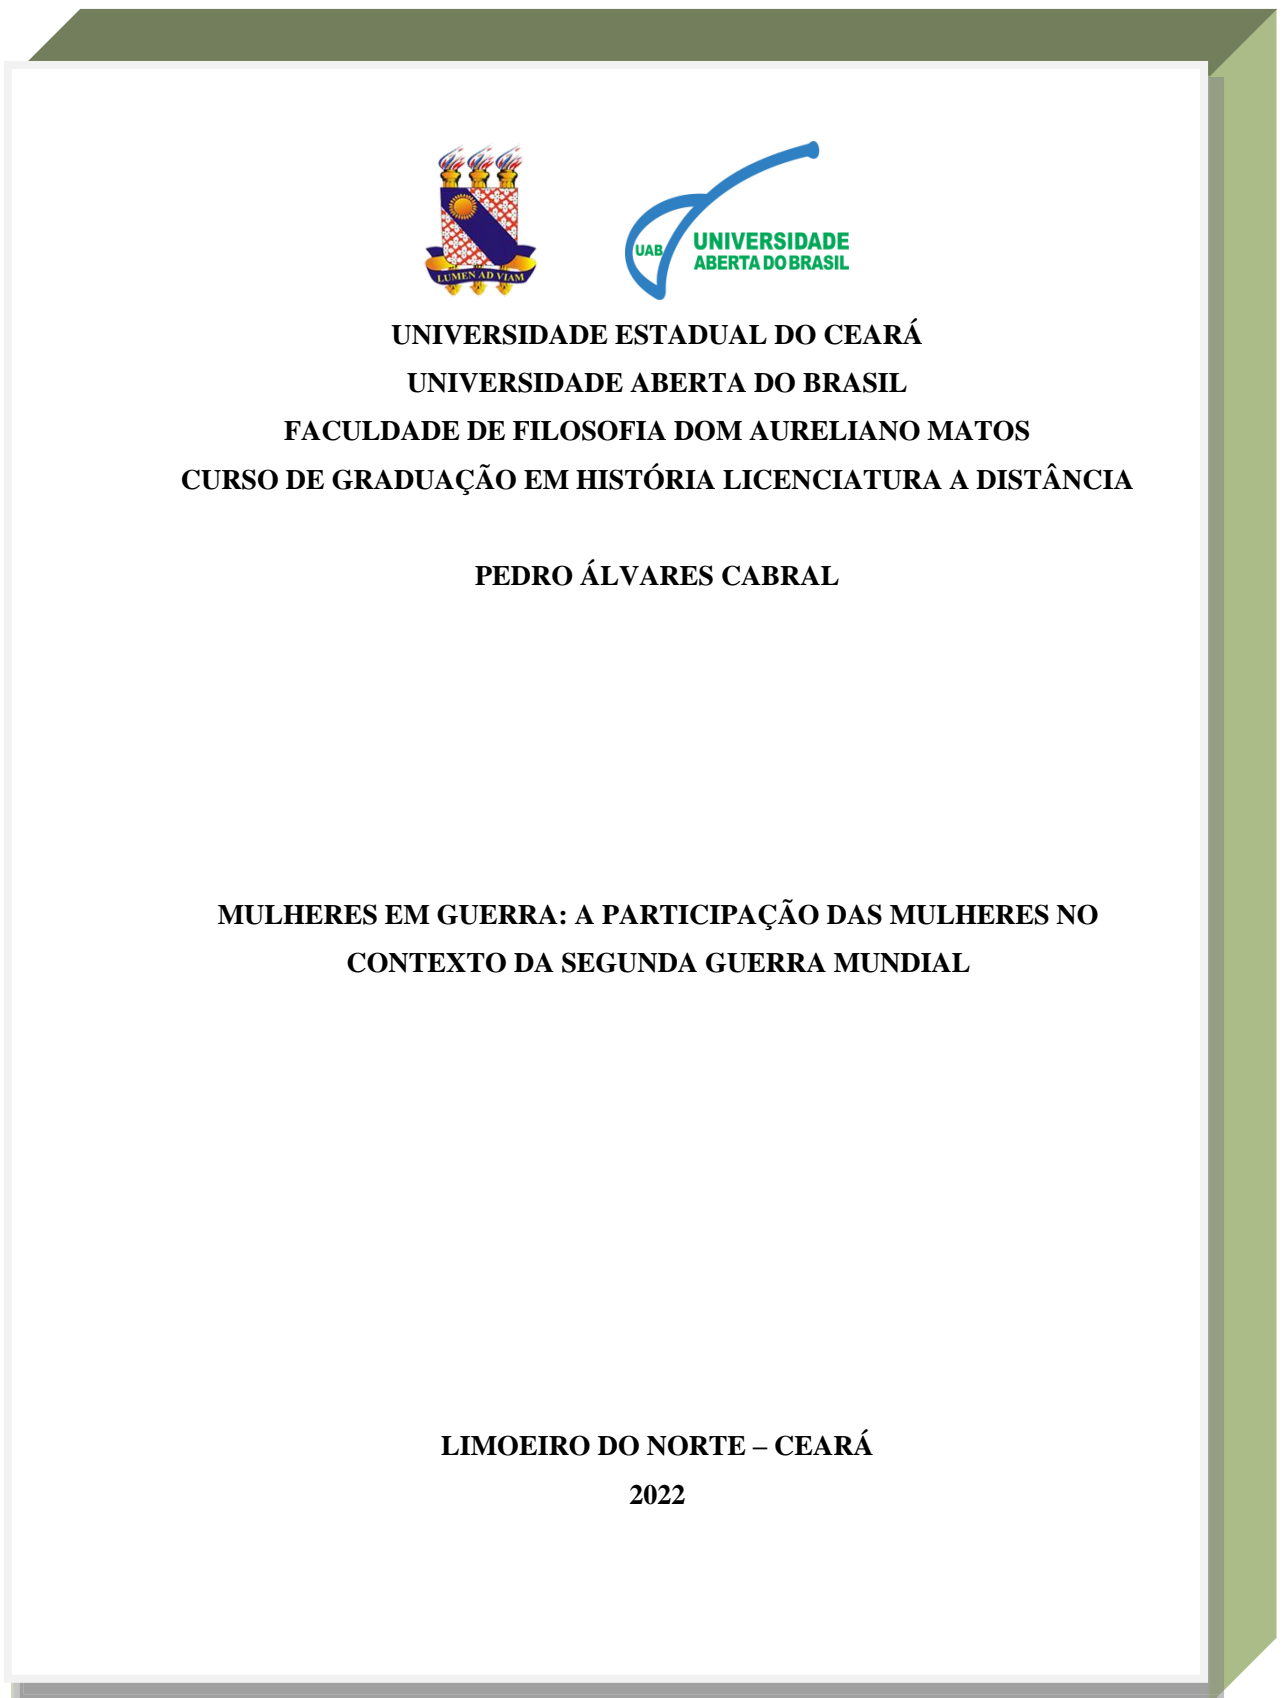 LUMEN AD VIAM
UAB
UNIVERSIDADE
ABERTA DO BRASIL
UNIVERSIDADE ESTADUAL DO CEARÁ
UNIVERSIDADE ABERTA DO BRASIL
FACULDADE DE FILOSOFIA DOM AURELIANO MATOS
CURSO DE GRADUAÇÃO EM HISTÓRIA LICENCIATURA A DISTÂNCIA
PEDRO ÁLVARES CABRAL
MULHERES EM GUERRA: A PARTICIPAÇÃO DAS MULHERES NO
CONTEXTO DA SEGUNDA GUERRA MUNDIAL
LIMOEIRO DO NORTE – CEARÁ
2022